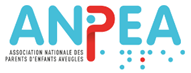 ANPEA
ASSOCIATION NATIONALE DES
PARENTS D'ENFANTS AVEUGLES